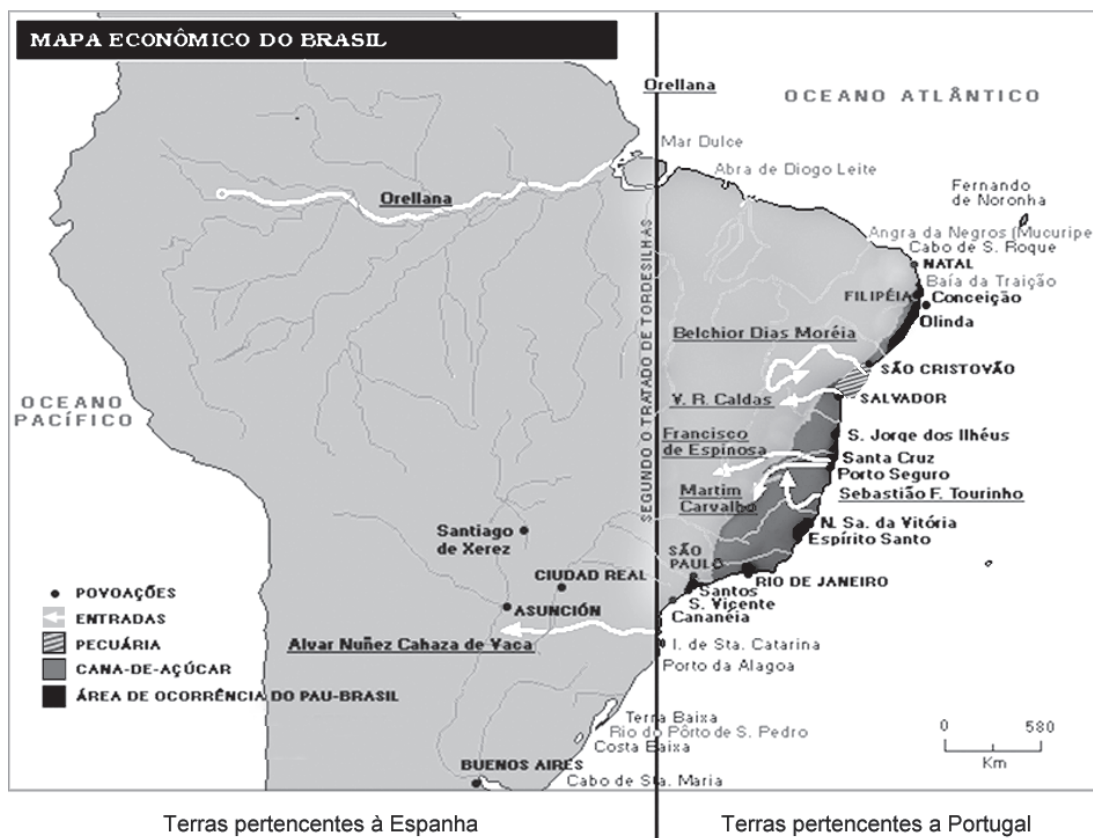 MAPA ECONÔMICO DO BRASIL
Orellana
OCEANO ATLÂNTICO
Mar Dulce
Abra de Diogo Leite
Orellana
Fernando
de Noronha
Angra da Negros (Mucuripe
Cabo de S. Roque
NATAL
Baía da Traição
FILIPÉIA
Conceição
Olinda
SEGUNDO O TRATADO DE TORDESILHAS
Belchior Dias Moréia
SÃO CRISTOVÃO
OCEANO
PACÍFICO
V. R. Caldas
SALVADOR
Francisco
de Espinosa
S. Jorge dos Ilhéus
Santa Cruz
Porto Seguro
Martim
Carvalho
Sebastião F. Tourinho
Santiago
de Xerez
N. Sa. da Vitória
Espírito Santo
SÃO
PAULO
CIUDAD REAL
RIO DE JANEIRO
ASUNCIÓN
Santos
S. Vicente
Cananéia
Alvar Nuñez Cahaza de Vaca
I. de Sta. Catarina
Porto da Alagoa
POVOAÇÕES
ENTRADAS
PECUÁRIA
CANA-DE-AÇÚCAR
ÁREA DE OCORRÊNCIA DO PAU-BRASIL
Terra Baixa
Rio do Pôrto de S. Pedro
Costa Baixa
BUENOS AIRES
Cabo de Sta. Maria
0 580
Km
Terras pertencentes à Espanha
Terras pertencentes a Portugal